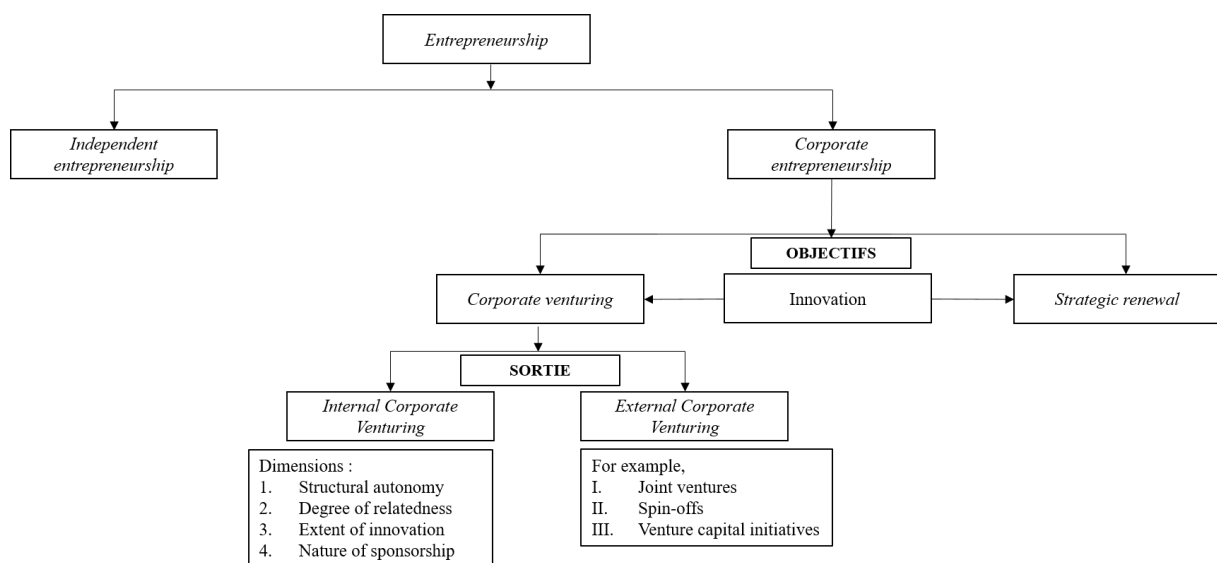 Entrepreneurship
Independent
entrepreneurship
Corporate
entrepreneurship
OBJECTIFS
Corporate venturing
Innovation
Strategic renewal
SORTIE
Internal Corporate
Venturing
External Corporate
Venturing
Dimensions :
1. Structural autonomy
2. Degree of relatedness
3. Extent of innovation
4. Nature of sponsorship
For example,
I. Joint ventures
II. Spin-offs
III. Venture capital initiatives